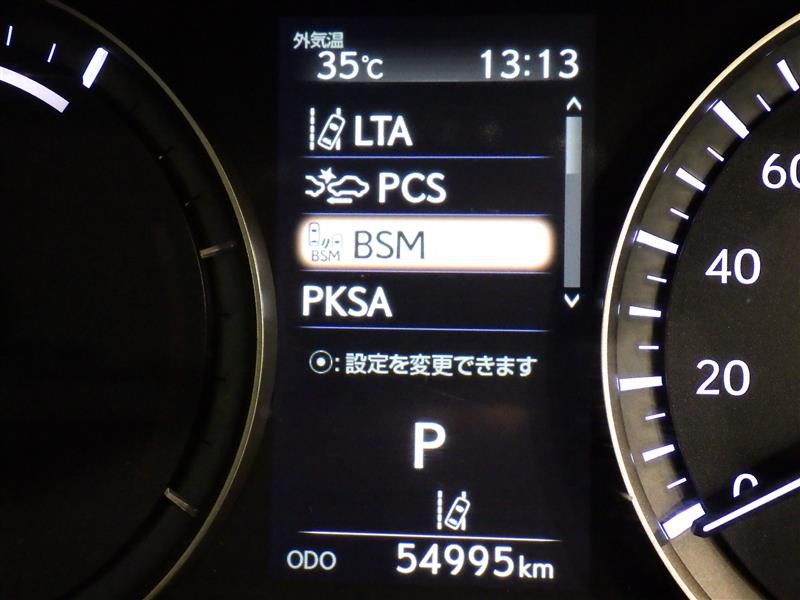 外気温
35℃ 13:13
LTA
PCS
BSM BSM
PKSA
⦿:設定を変更できます
P
ODO 54995km
60
40
20
0